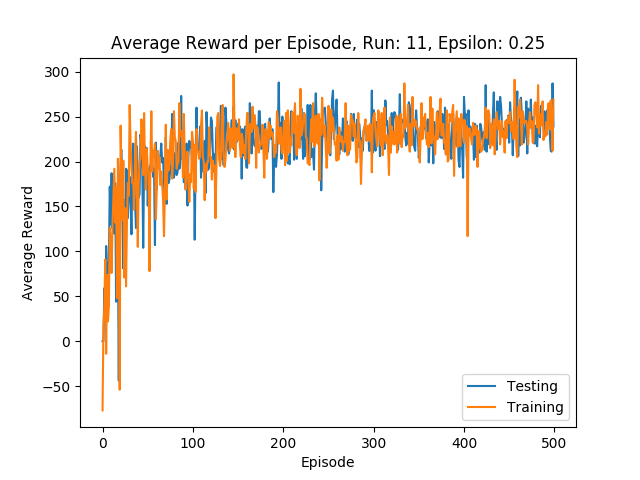 Average Reward per Episode, Run: 11, Epsilon: 0.25
Average Reward
300
250
200
150
100
50
0
−50
0 100 200 300 400 500
Episode
Testing
Training